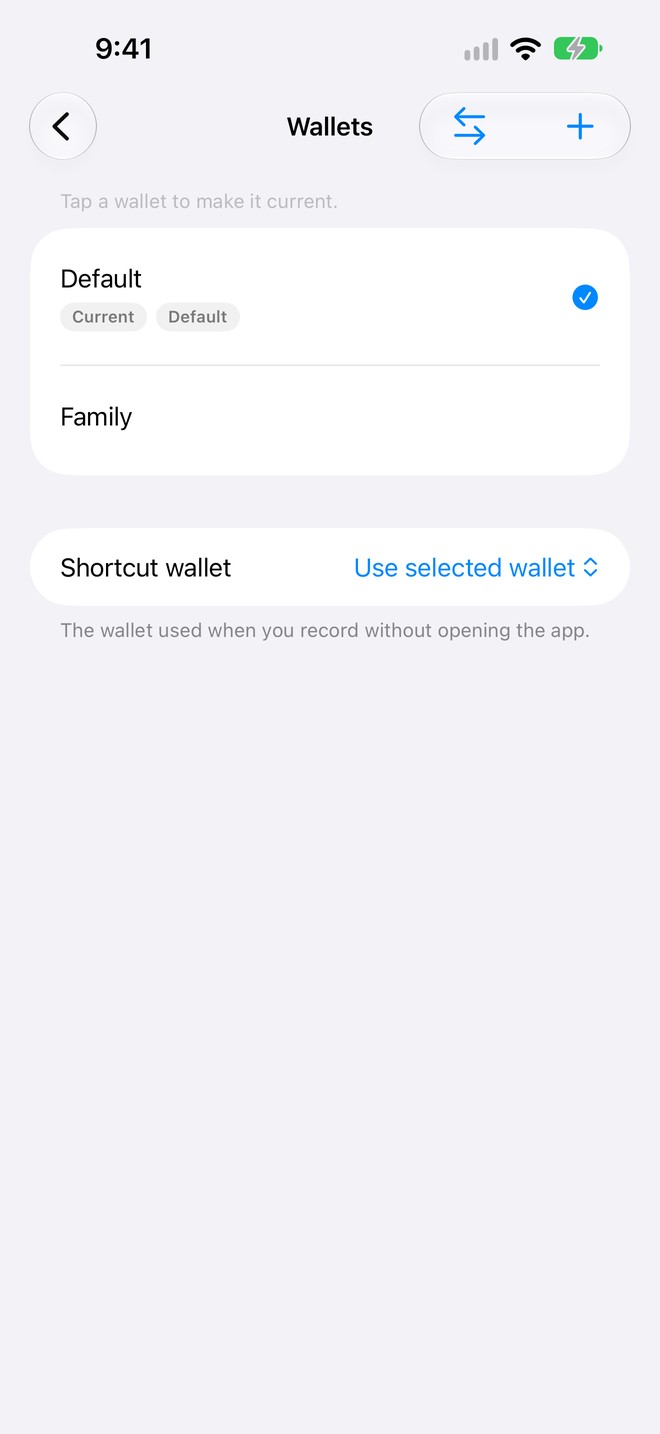 9:41
Wallets
Tap a wallet to make it current.
Default
Current Default
Family
Shortcut wallet Use selected wallet
The wallet used when you record without opening the app.